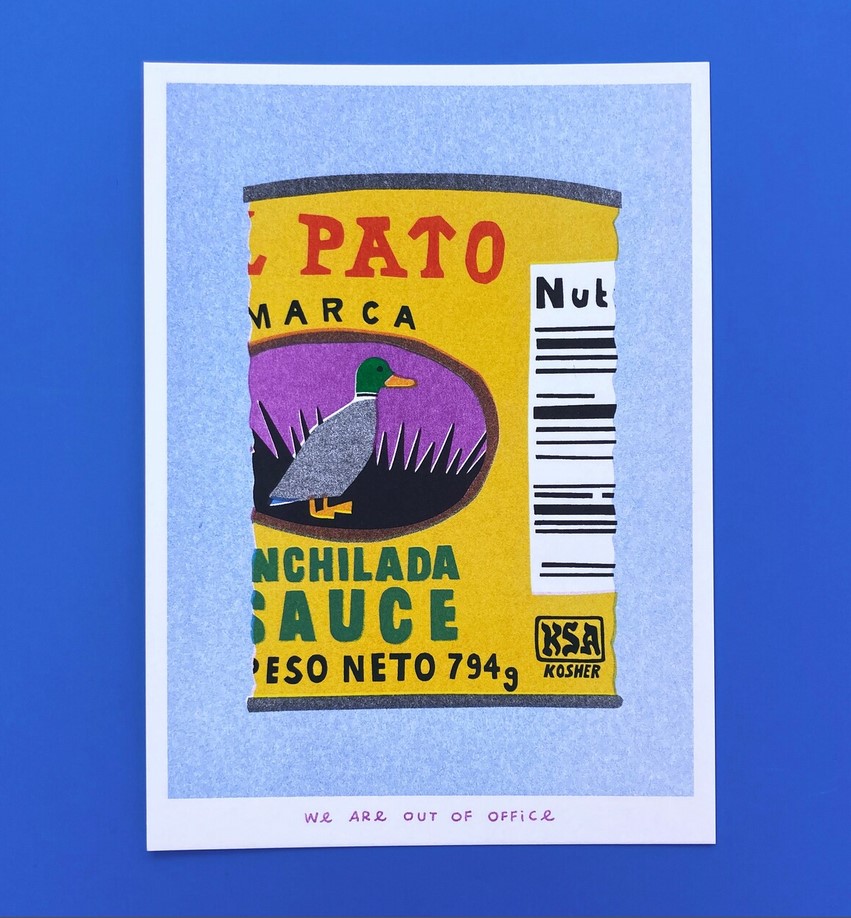 L PATO
MARCA
Nut
NCHILADA
SAUCE
PESO NETO 794g
KSA
KOSHER
We ARe OUT OF OFFice